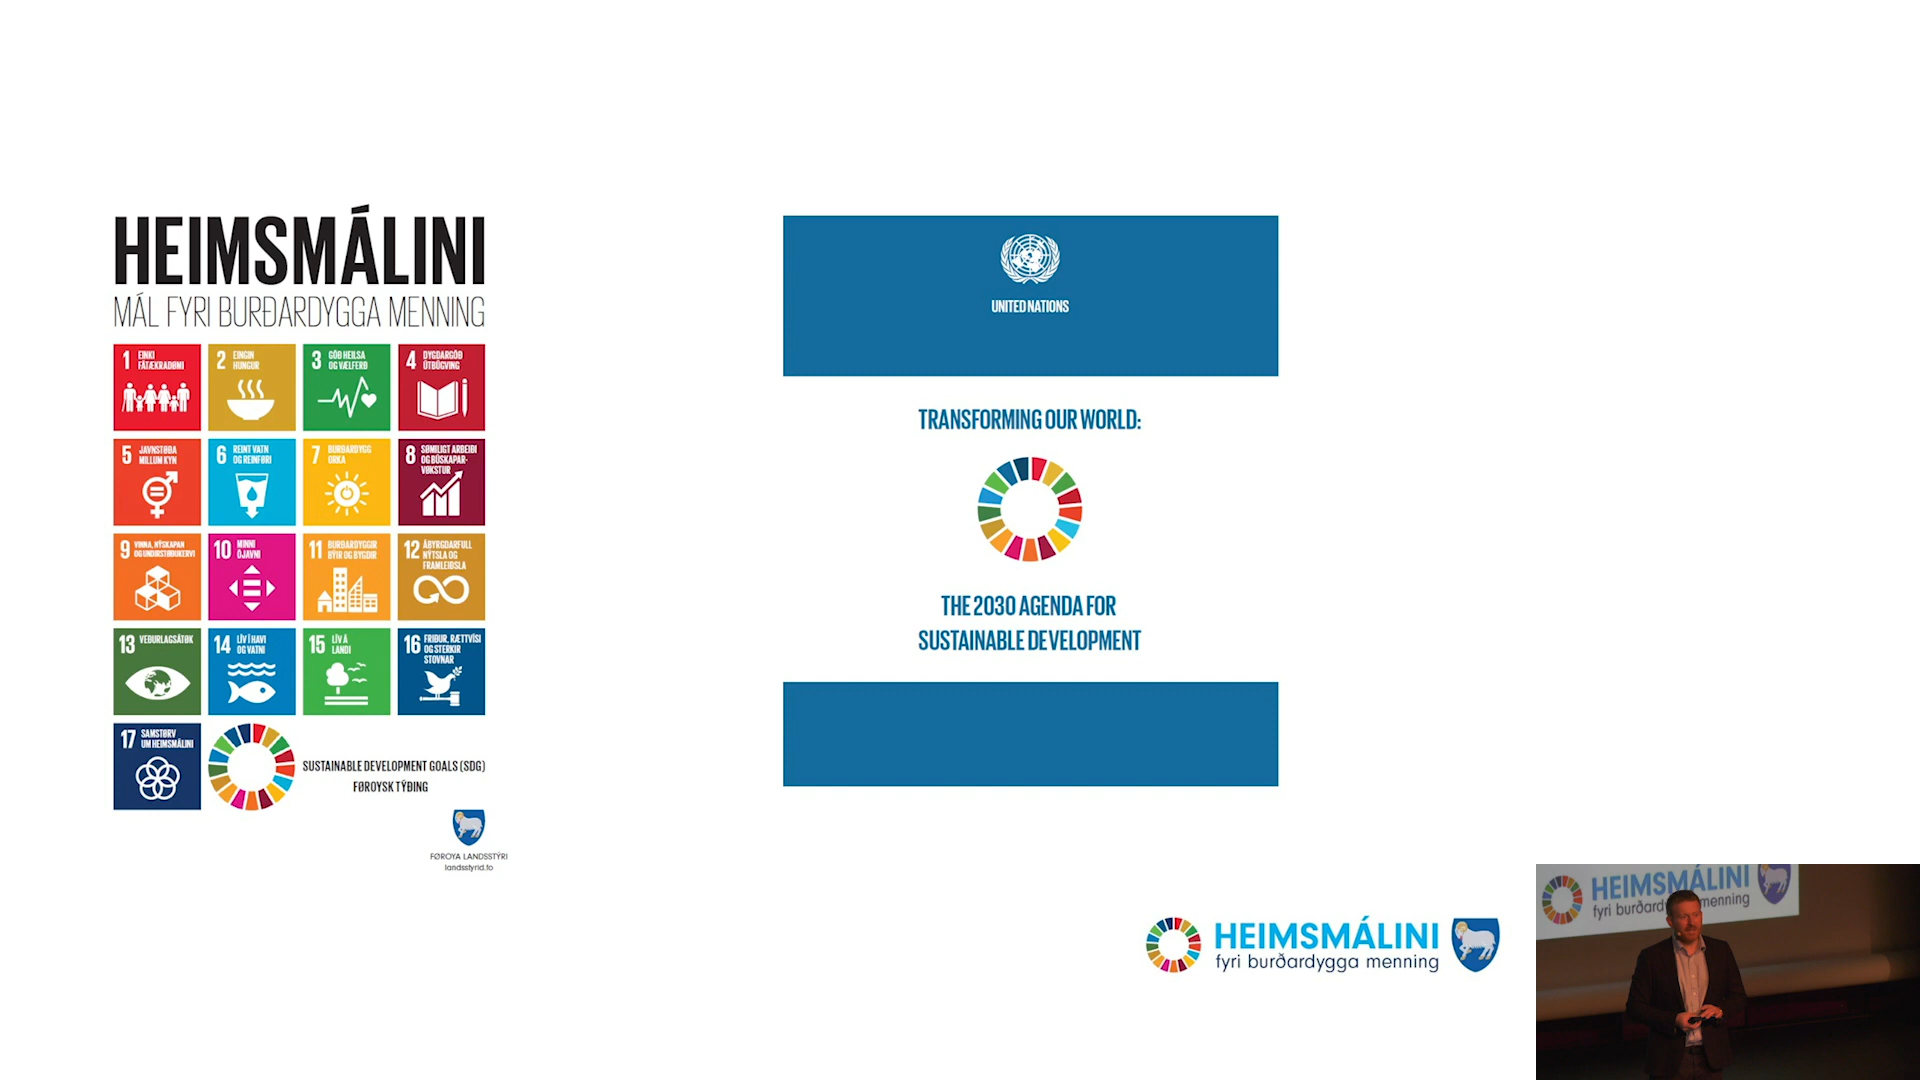 HEIMSMÁLINI
MÁL FYRI BURÐARDYGGA MENNING
1 EINKI
FÁTÆKRADØMI
2 EINGIN
HUNGUR
3 GÓÐ HEILSA
OG VÆLFERÐ
4 DYGDARGÓÐ
ÚTBÚGVING
5 JAVNSTØÐA
MILLUM KYN
6 REINT VATN
OG REINFØRI
7 BURÐARDYGG
ORKA
8 SØMILIGT ARBEIÐI
OG BÚSKAPAR-
VØKSTUR
9 VINNA, NÝSKAPAN
OG UNDIRSTØÐUKERVI
10 MINNI
ÓJAVNI
11 BURÐARDYGGIR
BÝIR OG BYGDIR
12 ÁBYRGDARFULL
NÝTSLA OG
FRAMLEIÐSLA
13 VEÐURLAGSÁTØK
14 LÍV Í HAVI
OG VATNI
15 LÍV Á
LANDI
16 FRIÐUR, RÆTTVÍSI
OG STERKIR
STOVNAR
17 SAMSTØRV
UM HEIMSMÁLINI
SUSTAINABLE DEVELOPMENT GOALS (SDG)
FØROYSK TÝÐING
FØROYA LANDSSTÝRI
landsstyrid.fo
UNITED NATIONS
TRANSFORMING OUR WORLD:
THE 2030 AGENDA FOR
SUSTAINABLE DEVELOPMENT
HEIMSMÁLINI
fyri burðardygga menning
HEIMSMÁLINI
fyri burðard menning